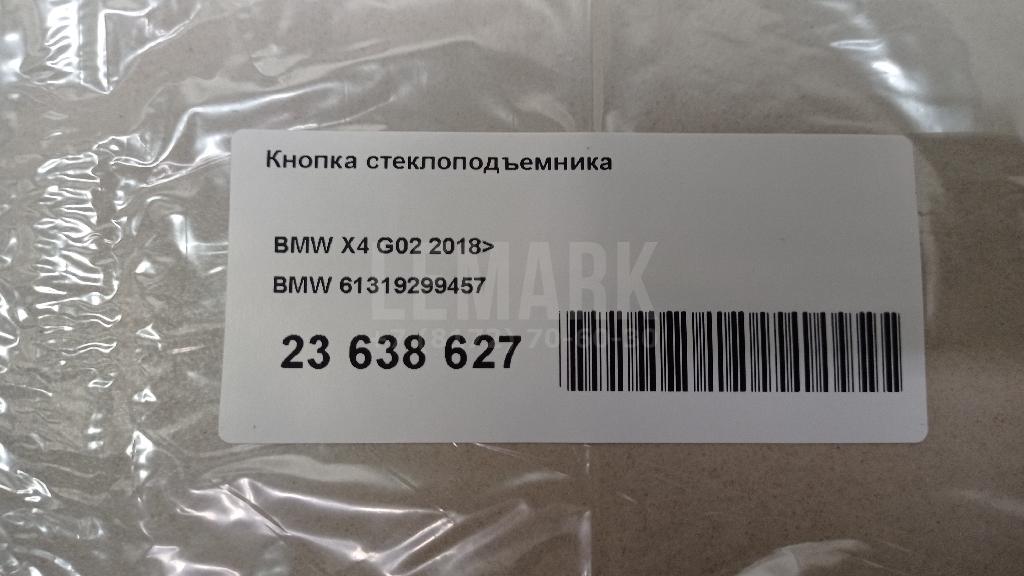 Кнопка стеклоподъемника
BMW X4 G02 2018>
BMW 61319299457
LEMARK
23 638 627